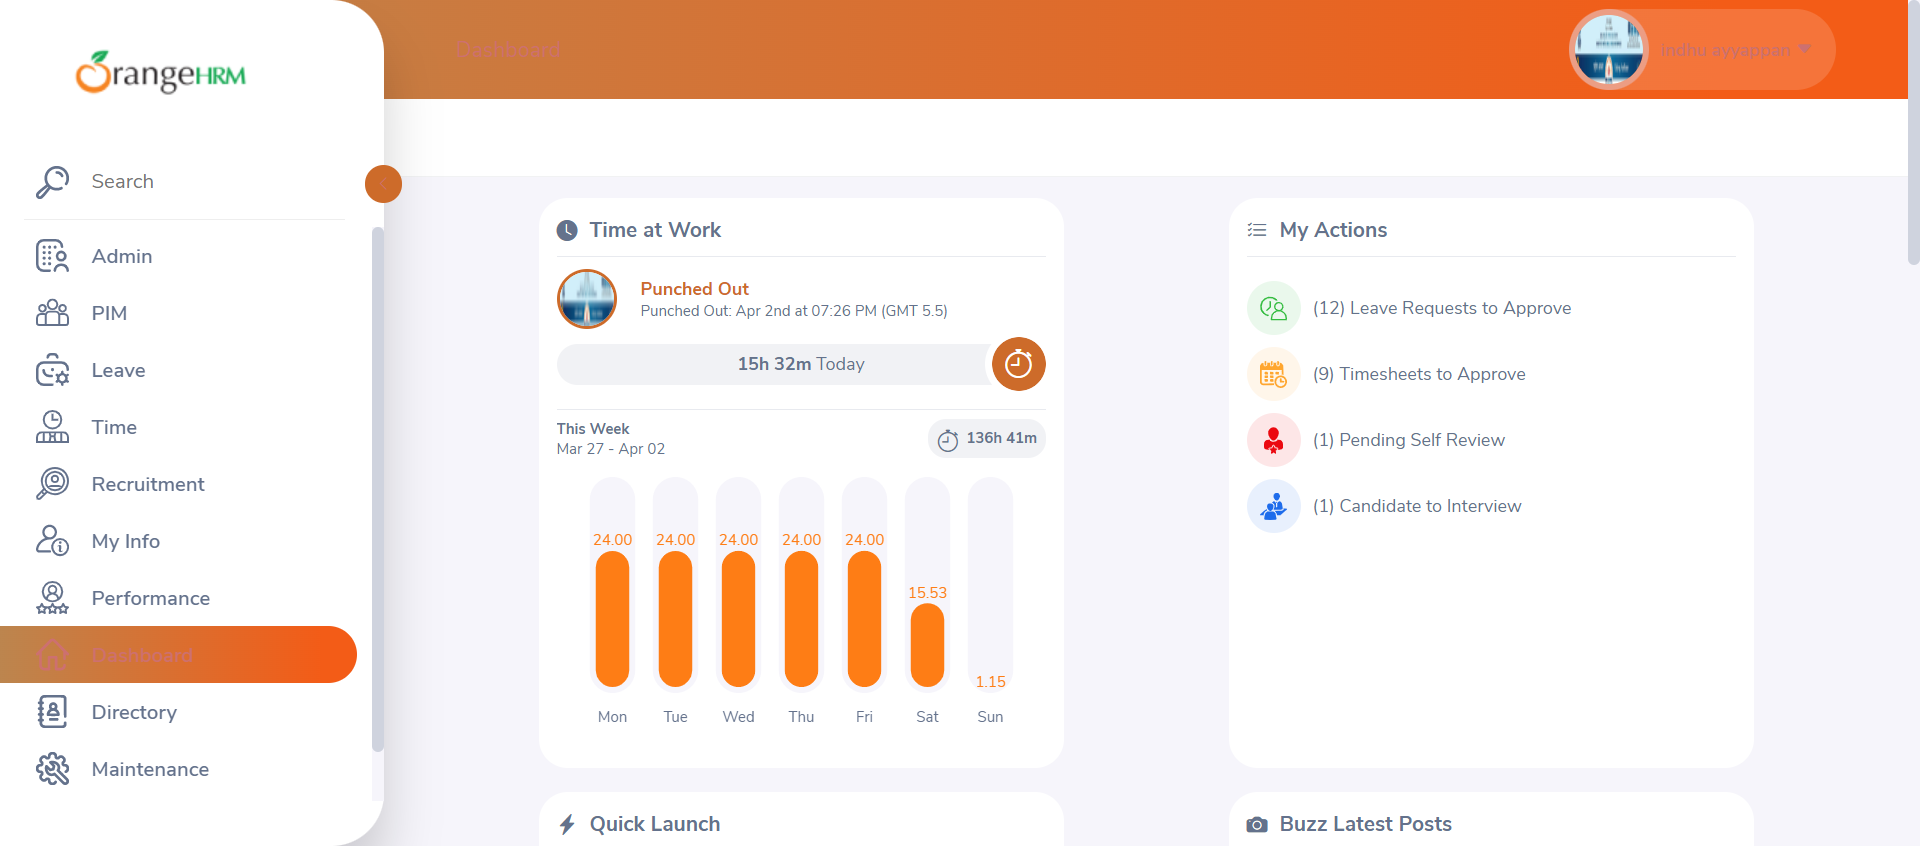 OrangeHRM
Dashboard
indhu ayyappan
Search
Admin
PIM
Leave
Time
Recruitment
My Info
Performance
Dashboard
Directory
Maintenance
Time at Work
Punched Out
Punched Out: Apr 2nd at 07:26 PM (GMT 5.5)
15h 32m Today
This Week
Mar 27 - Apr 02
136h 41m
24.00 24.00 24.00 24.00 24.00 15.53 1.15
Mon Tue Wed Thu Fri Sat Sun
My Actions
(12) Leave Requests to Approve
(9) Timesheets to Approve
(1) Pending Self Review
(1) Candidate to Interview
Quick Launch
Buzz Latest Posts